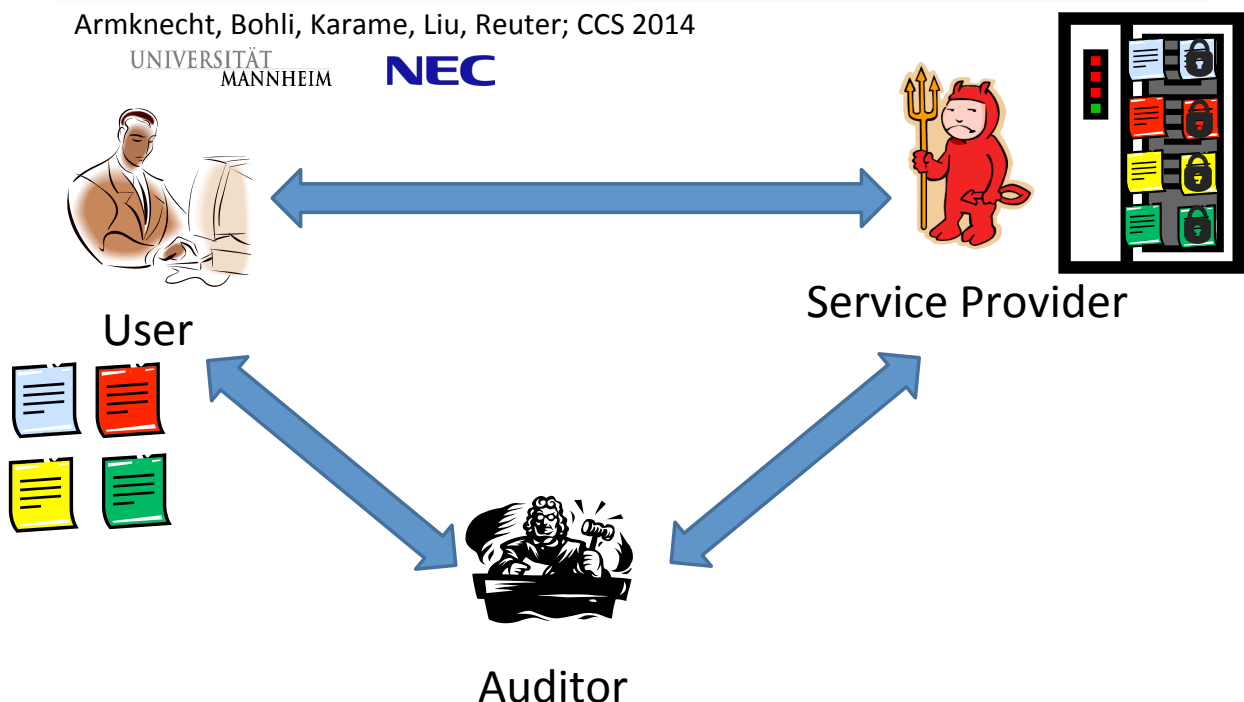 Armknecht, Bohli, Karame, Liu, Reuter; CCS 2014
UNIVERSITÄT
MANNHEIM
NEC
User
Service Provider
Auditor